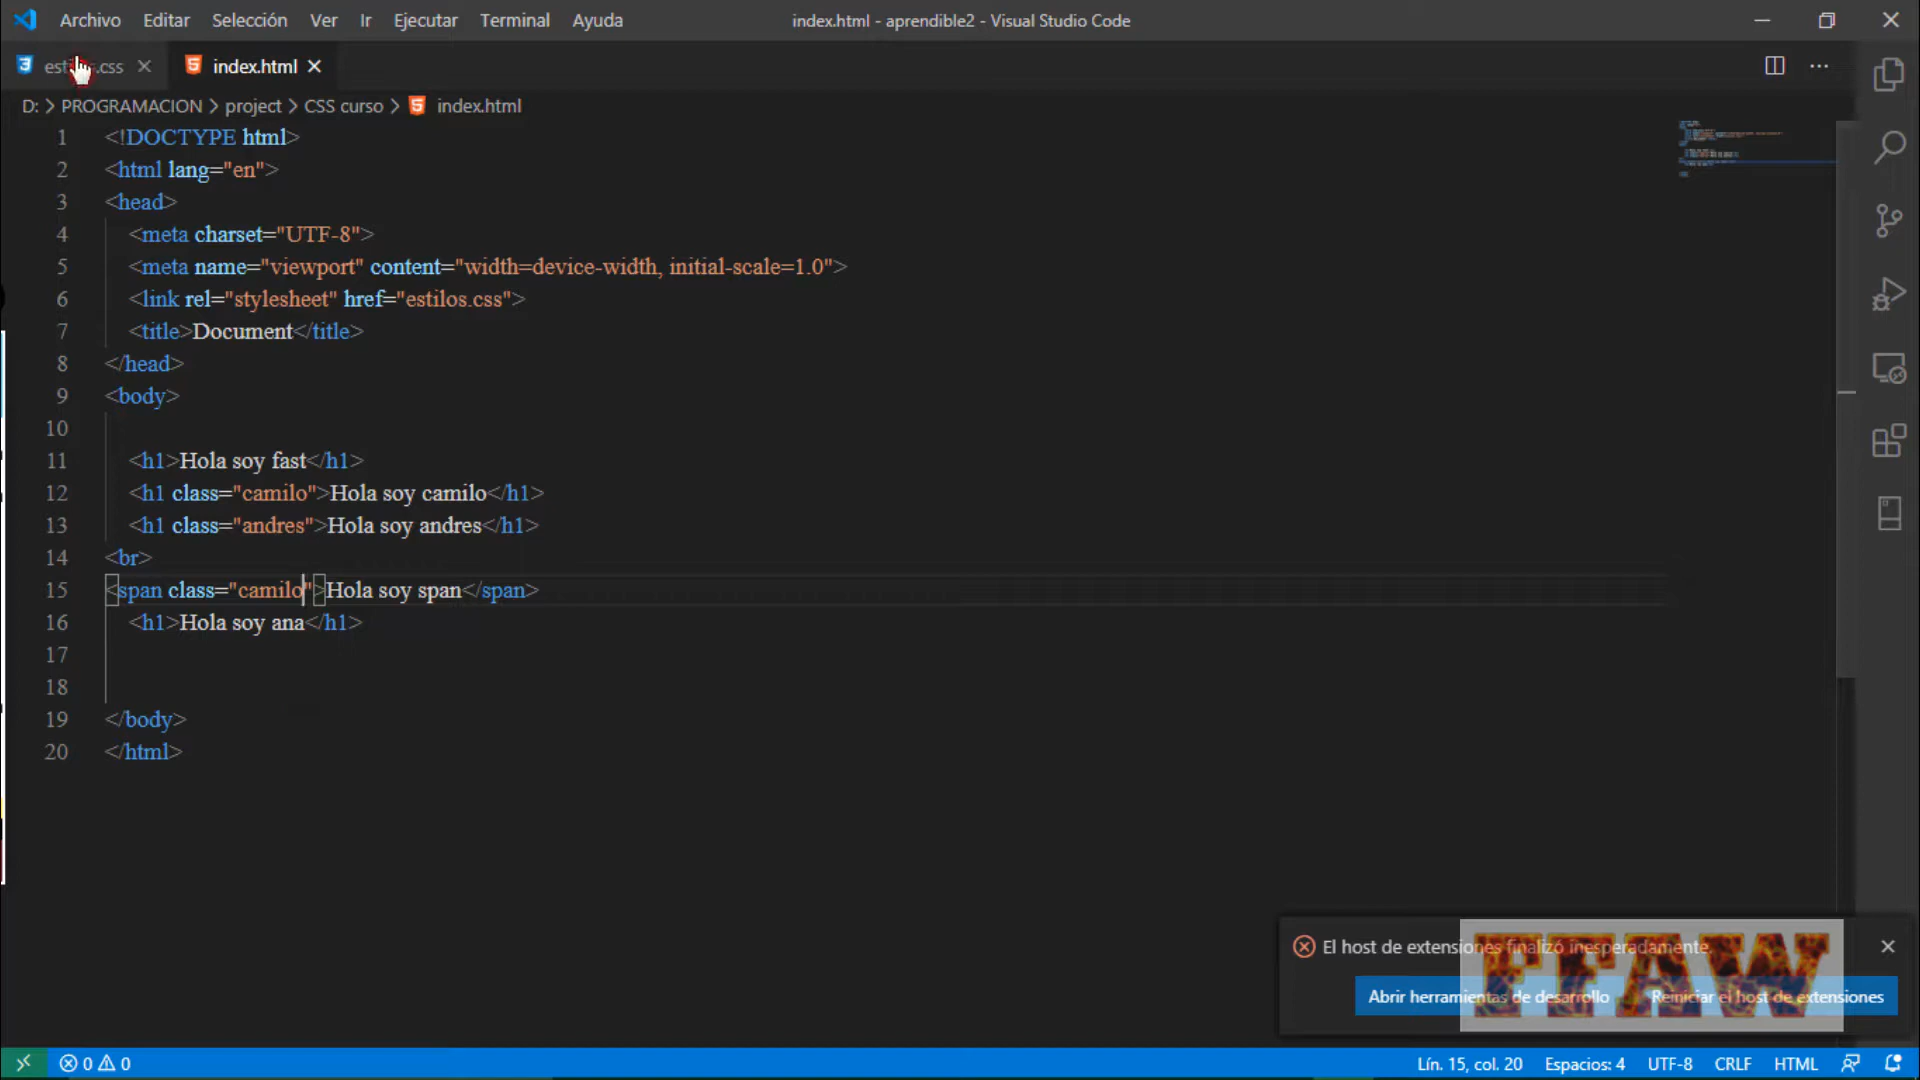 Archivo Editar Selección Ver Ir Ejecutar Terminal Ayuda index.html - aprendible2 - Visual Studio Code
index.html
D: > PROGRAMACION > project > CSS curso > index.html
1 <!DOCTYPE html>
2 <html lang="en">
3 <head>
4 <meta charset="UTF-8">
5 <meta name="viewport" content="width=device-width, initial-scale=1.0">
6 <link rel="stylesheet" href="estilos.css">
7 <title>Document</title>
8 </head>
9 <body>
10
11 <h1>Hola soy fast</h1>
12 <h1 class="camilo">Hola soy camilo</h1>
13 <h1 class="andres">Hola soy andres</h1>
14 <br>
15 <span class="camilo">Hola soy span</span>
16 <h1>Hola soy ana</h1>
17
18
19 </body>
20 </html>
El host de extensiones finalizó inesperadamente.
Abrir herramientas de desarrollo Reiniciar el host de extensiones
FFAW
0 0 Lín. 15, col. 20 Espacios: 4 UTF-8 CRLF HTML